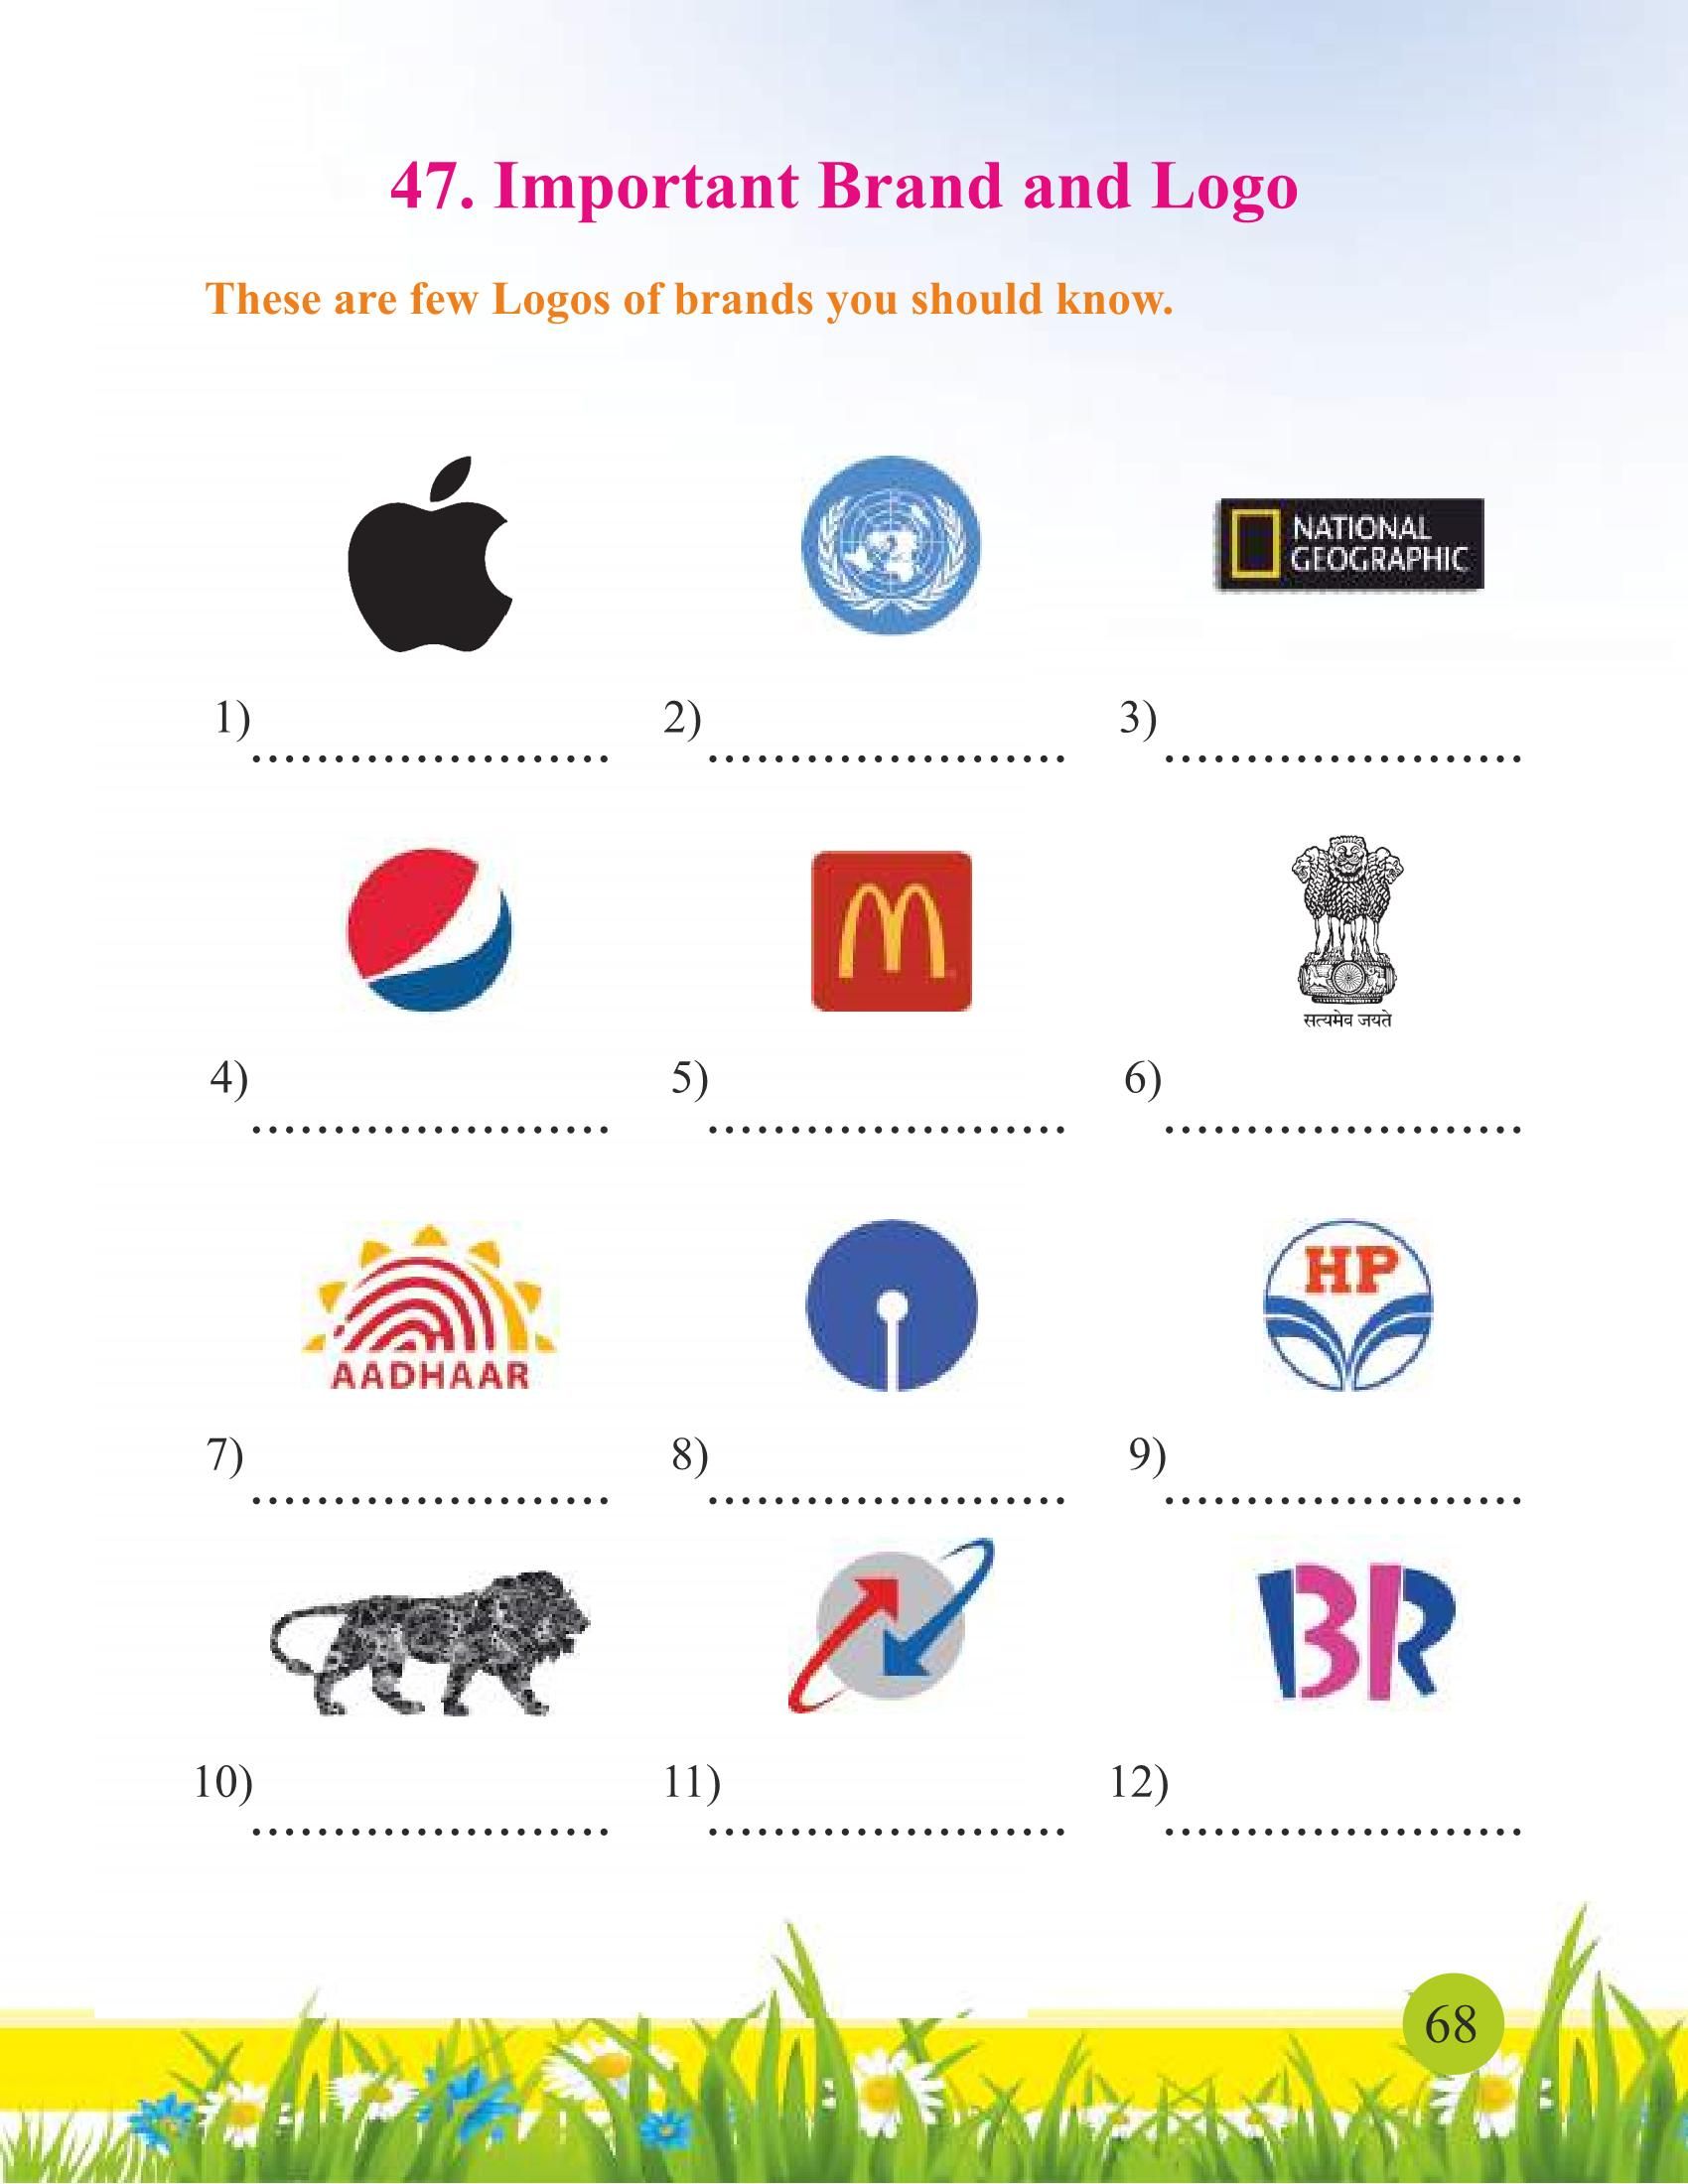 47. Important Brand and Logo
These are few Logos of brands you should know.
NATIONAL
GEOGRAPHIC
1) ......................
2) ......................
3) ......................
सत्यमेव जयते
4) ......................
5) ......................
6) ......................
AADHAAR
HP
7) ......................
8) ......................
9) ......................
BR
10) ......................
11) ......................
12) ......................
68